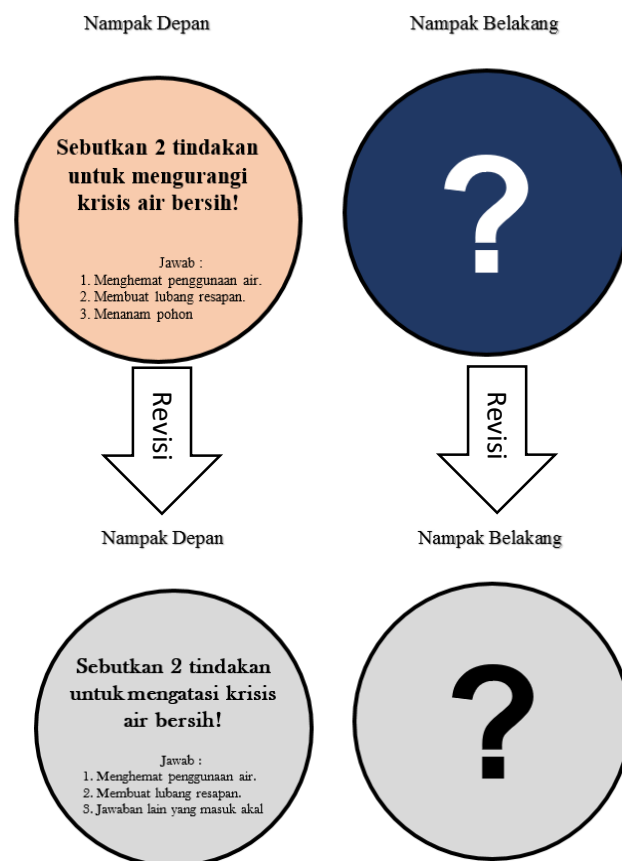 Nampak Depan
Nampak Belakang
Sebutkan 2 tindakan
untuk mengurangi
krisis air bersih!
Jawab :
1. Menghemat penggunaan air.
2. Membuat lubang resapan.
3. Menanam pohon
?
Revisi
Revisi
Nampak Depan
Nampak Belakang
Sebutkan 2 tindakan
untuk mengatasi krisis
air bersih!
Jawab :
1. Menghemat penggunaan air.
2. Membuat lubang resapan.
3. Jawaban lain yang masuk akal
?